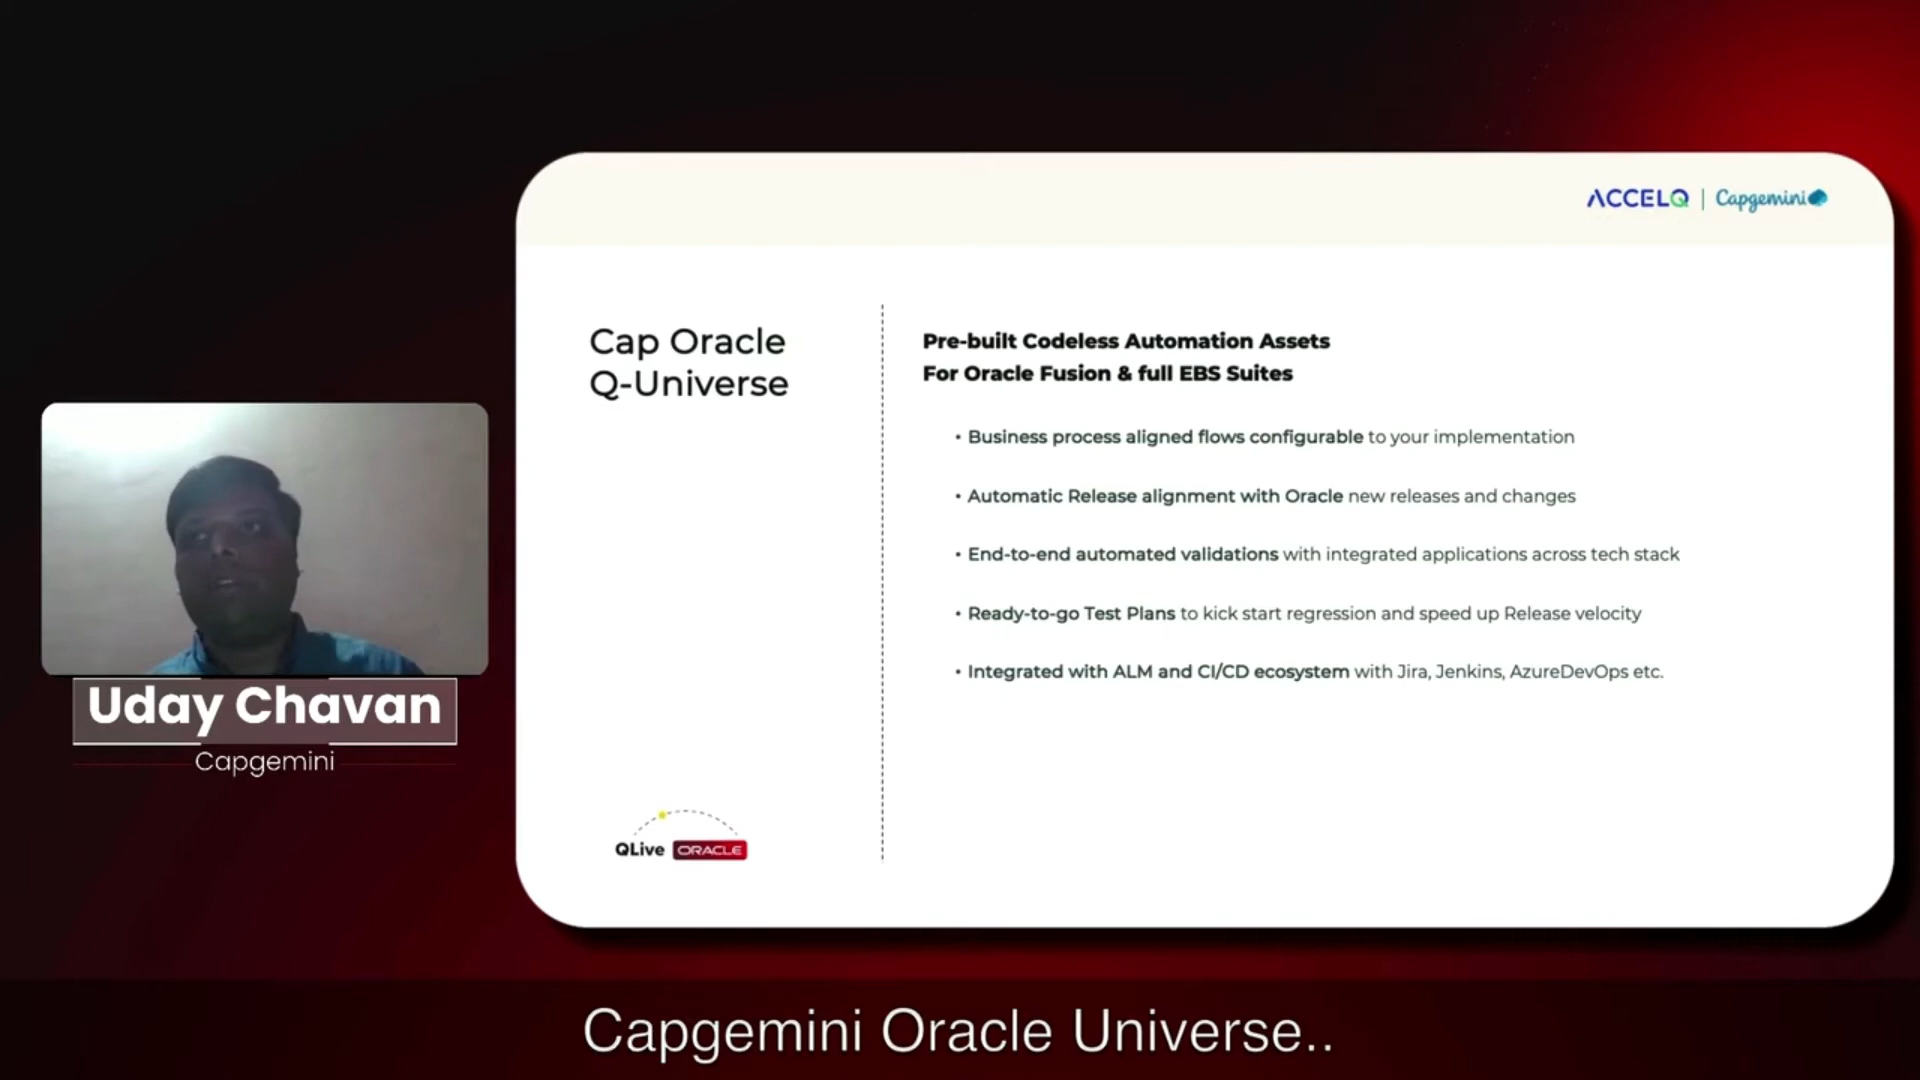 ACCELQ | Capgemini
Cap Oracle
Q-Universe
Pre-built Codeless Automation Assets
For Oracle Fusion & full EBS Suites
• Business process aligned flows configurable to your implementation
• Automatic Release alignment with Oracle new releases and changes
• End-to-end automated validations with integrated applications across tech stack
• Ready-to-go Test Plans to kick start regression and speed up Release velocity
• Integrated with ALM and CI/CD ecosystem with Jira, Jenkins, AzureDevOps etc.
Uday Chavan
Capgemini
QLive ORACLE
Capgemini Oracle Universe..